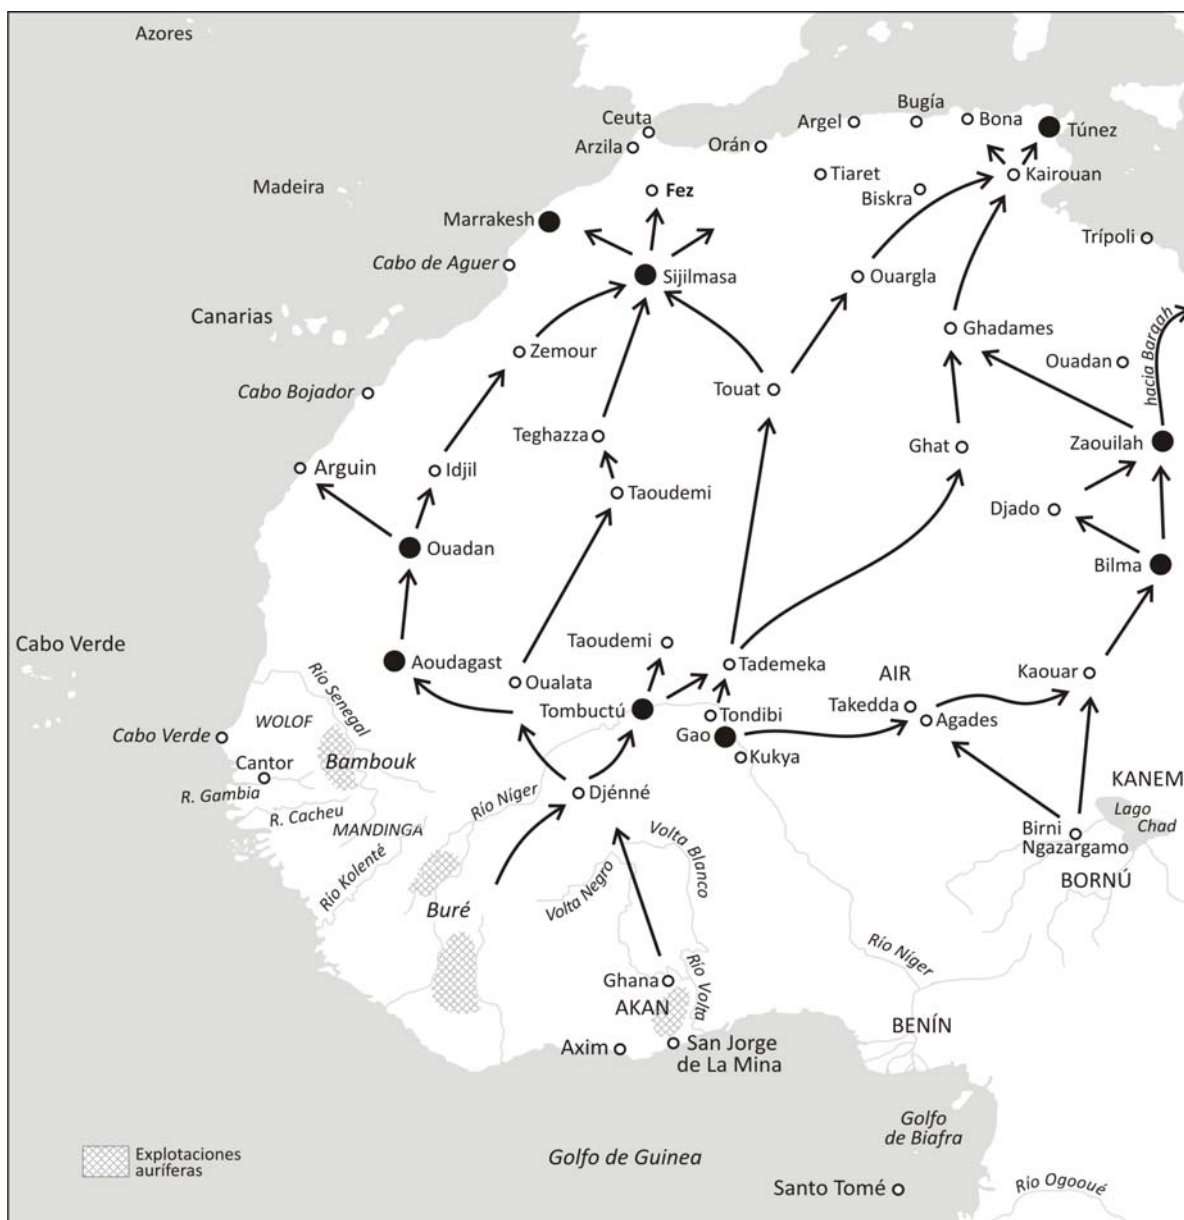 Azores
Bugía
Ceuta
Argel
Bona
Túnez
Arzila
Orán
Tiaret
Kairouan
Madeira
Fez
Biskra
Marrakesh
Trípoli
Cabo de Aguer
Sijilmasa
Ouargla
Canarias
Ghadames
hacia Barqah
Zemour
Ouadan
Cabo Bojador
Touat
Teghazza
Ghat
Zaouilah
Arguin
Idjil
Taoudemi
Djado
Ouadan
Bilma
Cabo Verde
Taoudemi
Aoudagast
Tademeka
Río Senegal
Oualata
AIR
Kaouar
WOLOF
Tombuctú
Tondibi
Takedda
Agades
Cabo Verde
Gao
Kukya
Cantor
Bambouk
KANEM
R. Gambia
Río Níger
Djénné
Lago
Chad
R. Cacheu
MANDINGA
Volta Blanco
Birni
Ngazargamo
Rio Kolenté
Volta Negro
BORNÚ
Buré
Río Níger
Ghana
Río Volta
AKAN
BENÍN
Axim
San Jorge
de La Mina
Golfo
de Biafra
Explotaciones
auríferas
Golfo de Guinea
Santo Tomé
Río Ogooué